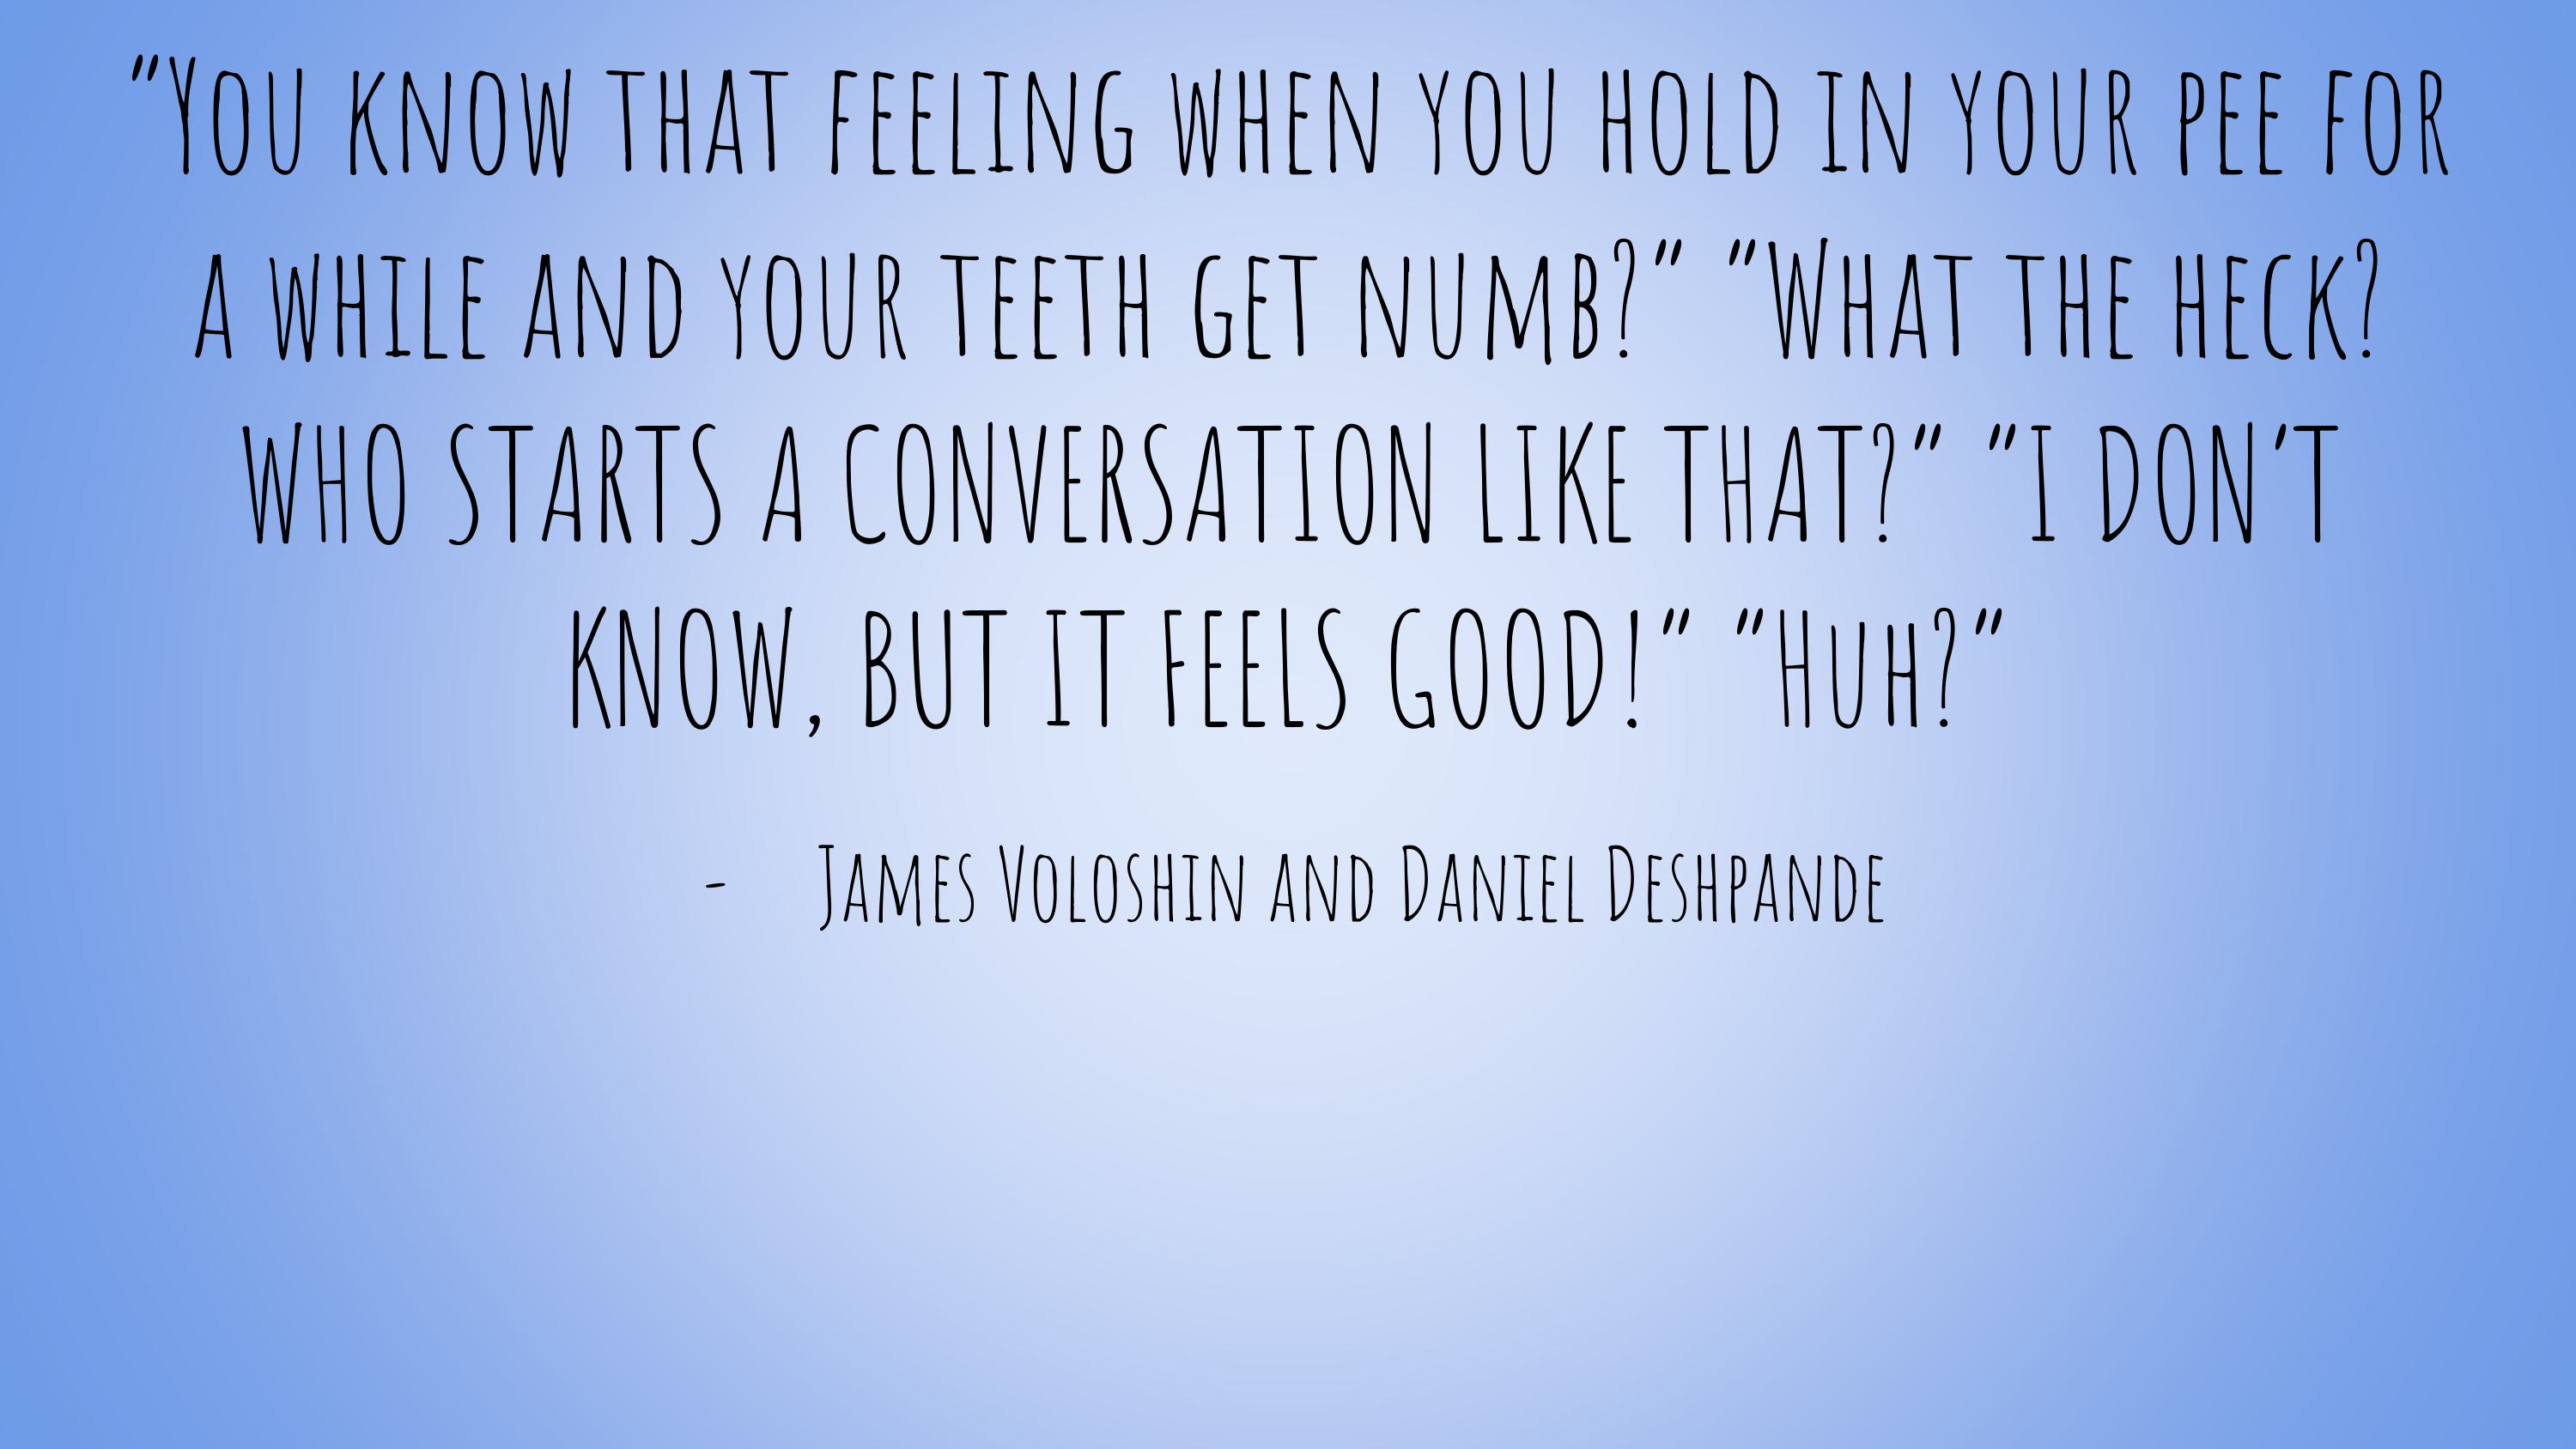 "You know that feeling when you hold in your pee for
a while and your teeth get numb?" "What the heck?
WHO STARTS A CONVERSATION LIKE THAT?" "I DON'T
KNOW, BUT IT FEELS GOOD!" "Huh?"
- James Voloshin and Daniel Deshpande